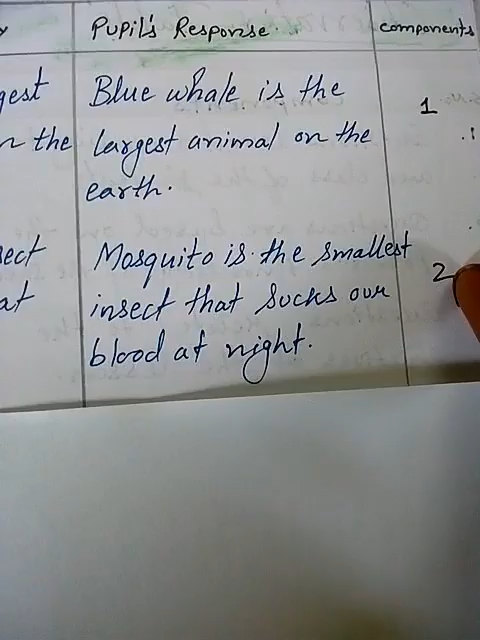 Pupil's Response components
gest Blue whale is the
n the largest animal on the 1
earth.
sect Mosquito is the smallest
at insect that sucks our 2
blood at night.